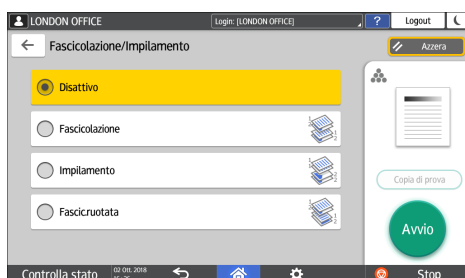 LONDON OFFICE
Login: [LONDON OFFICE]
?
Logout
Fascicolazione/Impilamento
Azzera
Disattivo
Fascicolazione
Impilamento
Fascic.ruotata
Copia di prova
Avvio
Controlla stato
02 Ott. 2018
Stop